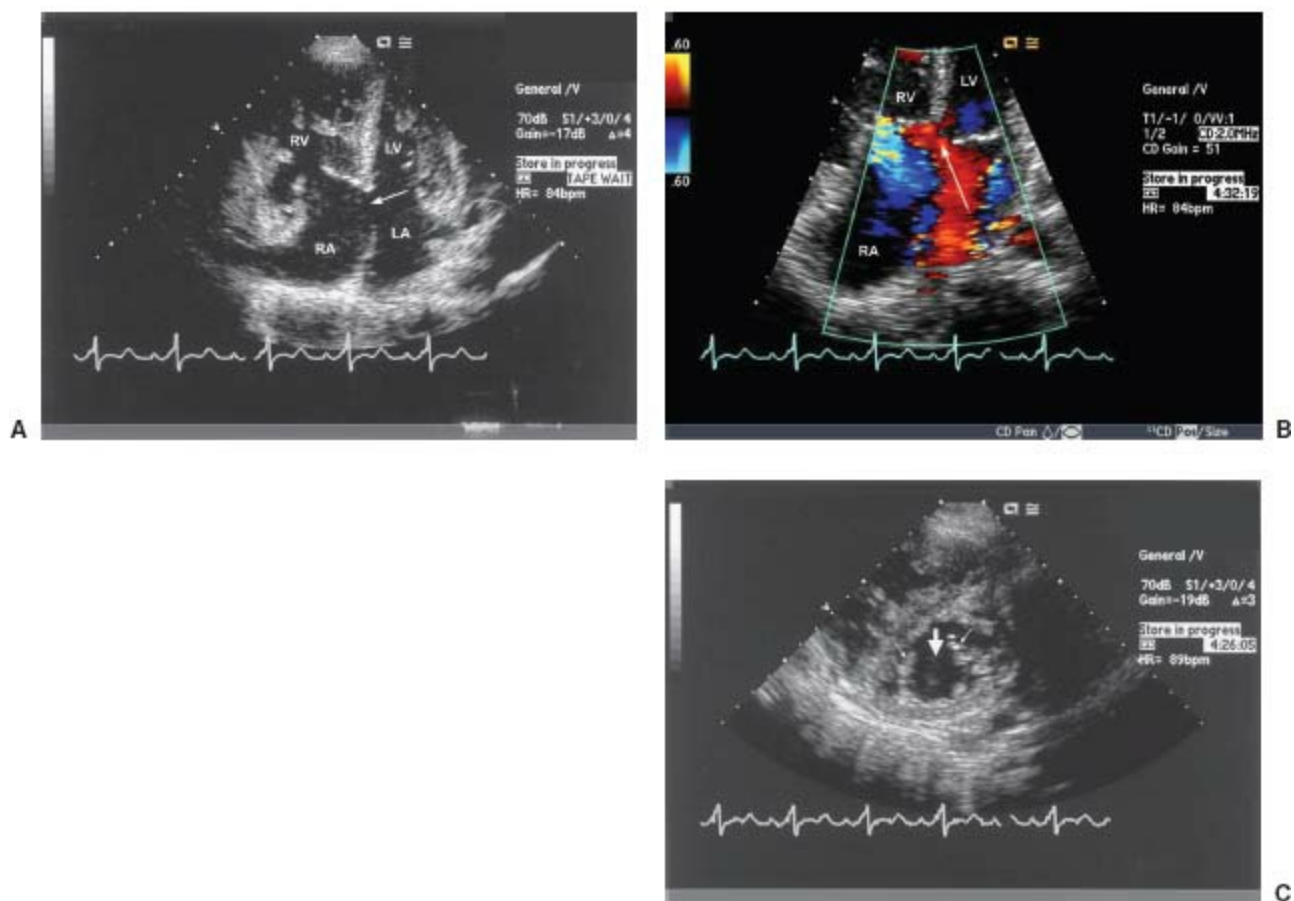 General /V
70dB S1/+3/0/4
Gain=-17dB Δ=4
Store in progress
TAPE WAIT
HR= 84bpm
RV
LV
RA
LA
A
.60
.60
General /V
T1/-1/ 0/VV:1
1/2 CD:2.0MHz
CD Gain = 51
Store in progress
4:32:19
HR= 84bpm
RV
LV
RA
CD Pan
CD Pos/Size
B
General /V
70dB S1/+3/0/4
Gain=-19dB Δ=3
Store in progress
4:26:05
HR= 89bpm
C